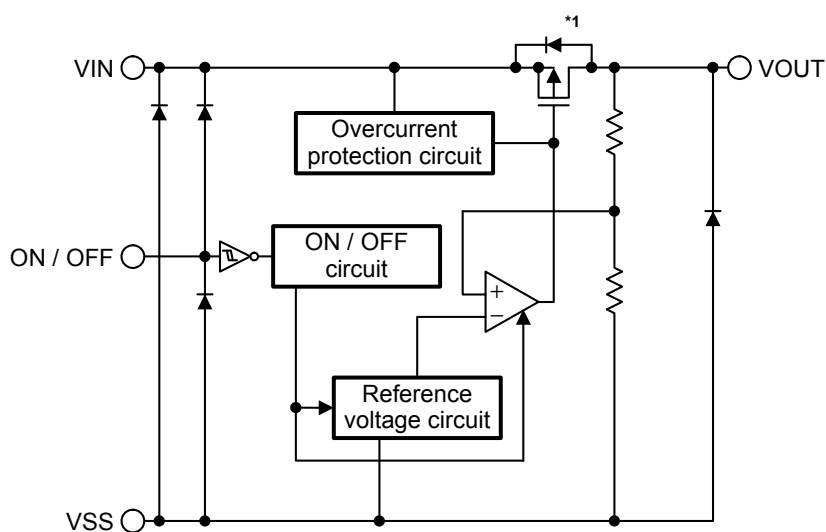 *1
VIN
VOUT
Overcurrent
protection circuit
ON / OFF
ON / OFF
circuit
+
−
Reference
voltage circuit
VSS